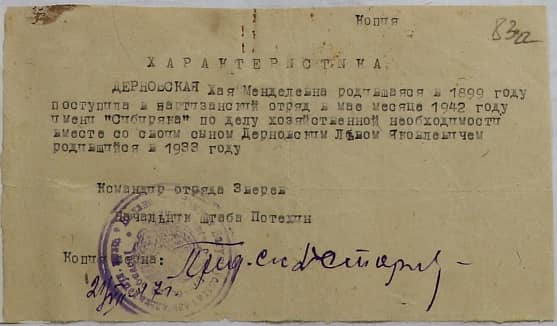 Копия
83
ХАРАКТЕРИСТИКА
ДЕРНОВСКАЯ Хая Менделевна родившаяся в 1899 году
поступила в партизанский отряд в мае месяце 1942 году
имени "Сибиряка" по делу хозяйственной необходимости
вместе со своим сыном Дерновским Львом Яковлевичем
родившийся в 1933 году
Командир отряда Зверев
Начальник штаба Потехин
Копия верна: